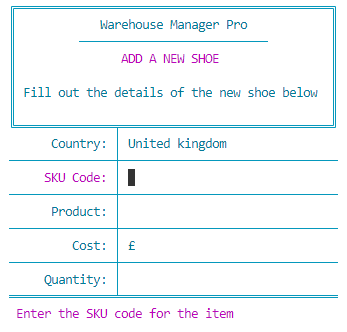 Warehouse Manager Pro
ADD A NEW SHOE
Fill out the details of the new shoe below
Country: United kingdom
SKU Code:
Product:
Cost: £
Quantity:
Enter the SKU code for the item